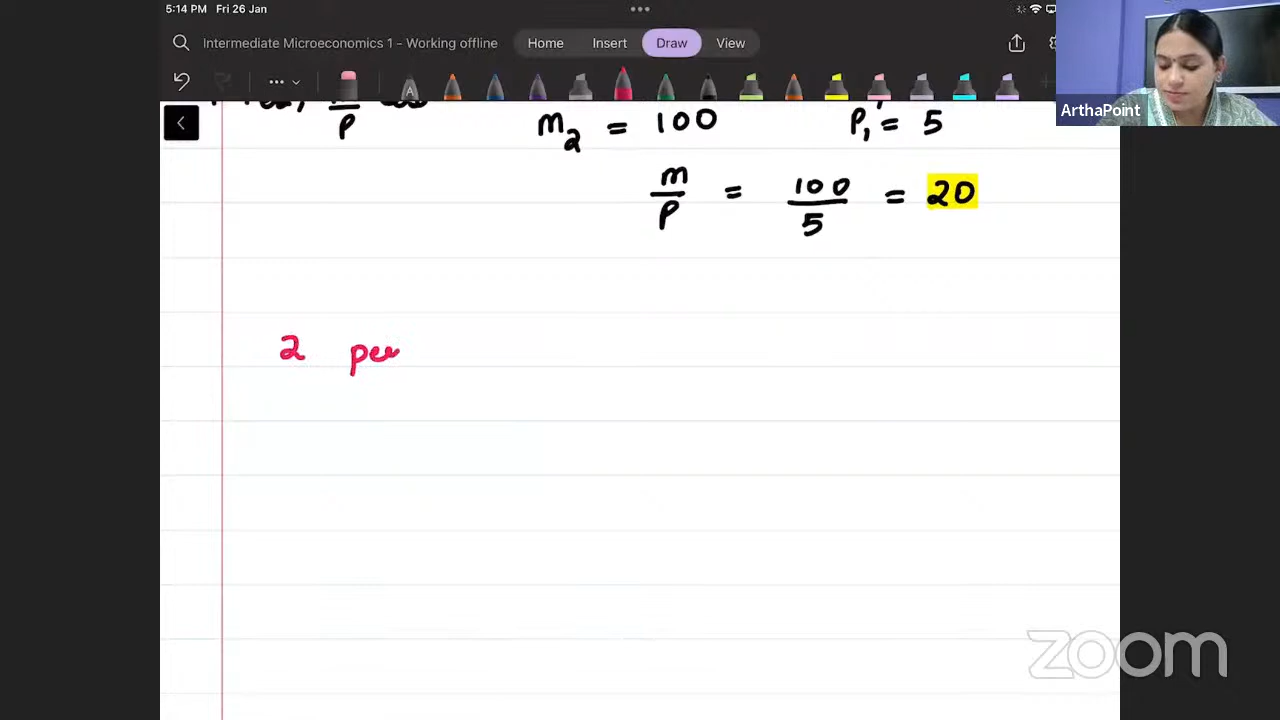 5:14 PM Fri 26 Jan
Intermediate Microeconomics 1 - Working offline Home Insert Draw View
A
ArthaPoint
P
m₂ = 100 P₁' = 5
m/P = 100/5 = 20
2 pee
zoom